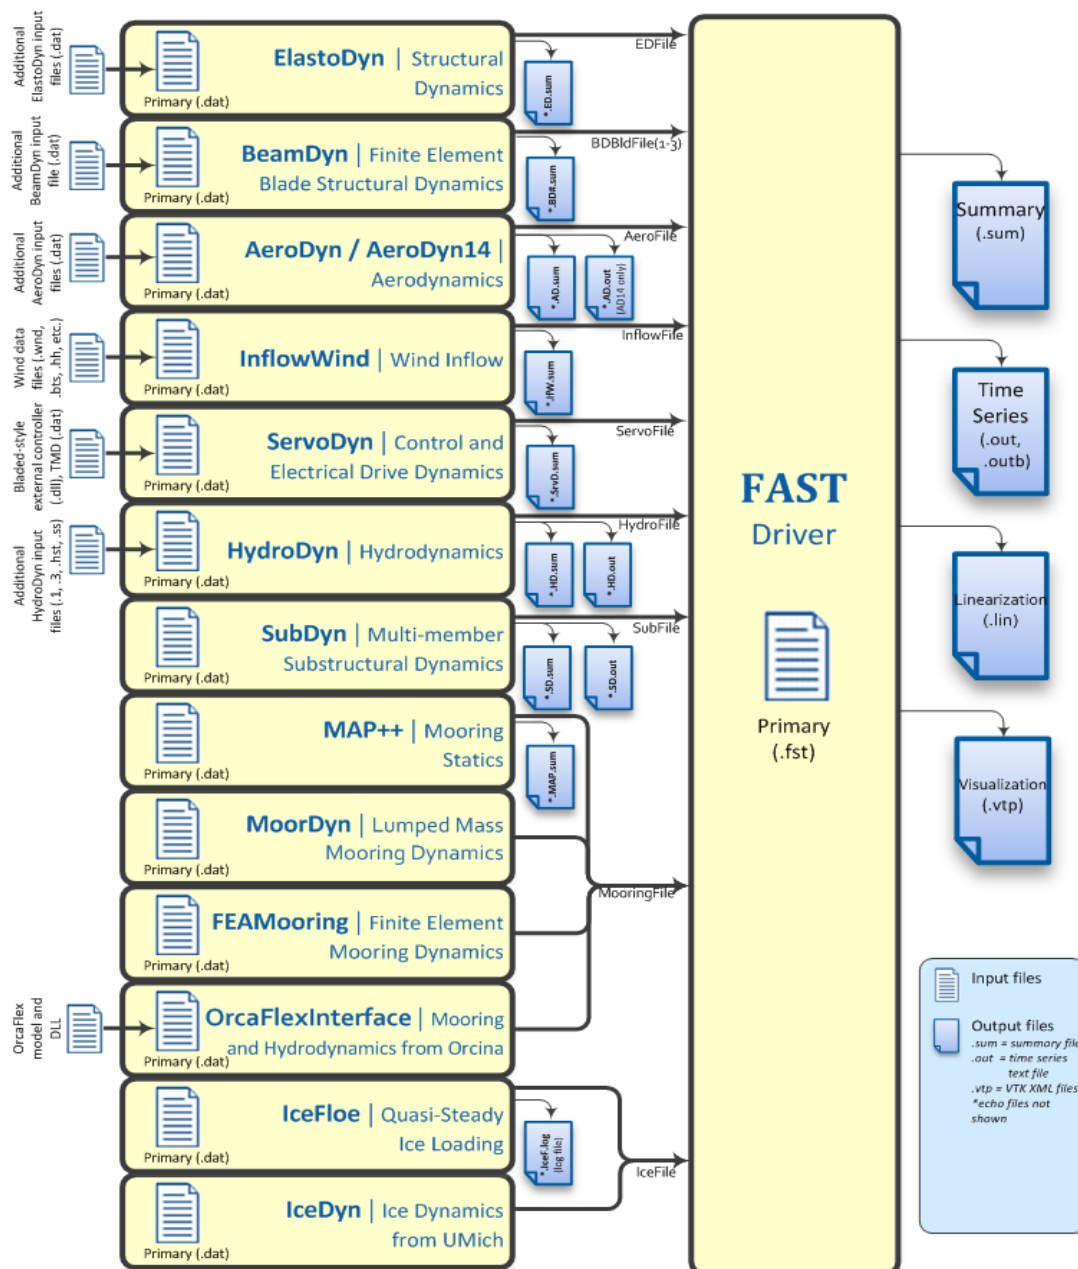 Additional
ElastoDyn input
files (.dat)
Primary (.dat)
ElastoDyn | Structural
Dynamics
*.ED.sum
EDFile
Additional
BeamDyn input
file (.dat)
Primary (.dat)
BeamDyn | Finite Element
Blade Structural Dynamics
*.BD#.sum
BDBldFile(1-3)
Additional
AeroDyn input
files (.dat)
Primary (.dat)
AeroDyn / AeroDyn14 |
Aerodynamics
*.AD.sum
*.AD.out
(AD14 only)
AeroFile
Wind data
files (.wnd,
.bts, .hh, etc.)
Primary (.dat)
InflowWind | Wind Inflow
*.IfW.sum
InflowFile
Bladed-style
external controller
(.dll), TMD (.dat)
Primary (.dat)
ServoDyn | Control and
Electrical Drive Dynamics
*.SrvD.sum
ServoFile
Additional
HydroDyn input
files (.1, .3, .hst, .ss)
Primary (.dat)
HydroDyn | Hydrodynamics
*.HD.sum
*.HD.out
HydroFile
Primary (.dat)
SubDyn | Multi-member
Substructural Dynamics
*.SD.sum
*.SD.out
SubFile
Primary (.dat)
MAP++ | Mooring
Statics
*.MAP.sum
Primary (.dat)
MoorDyn | Lumped Mass
Mooring Dynamics
MooringFile
Primary (.dat)
FEAMooring | Finite Element
Mooring Dynamics
OrcaFlex
model and
DLL
Primary (.dat)
OrcaFlexInterface | Mooring
and Hydrodynamics from Orcina
Primary (.dat)
IceFloe | Quasi-Steady
Ice Loading
*.IceF.log
(log file)
IceFile
Primary (.dat)
IceDyn | Ice Dynamics
from UMich
FAST
Driver
Primary
(.fst)
Summary
(.sum)
Time
Series
(.out,
.outb)
Linearization
(.lin)
Visualization
(.vtp)
Input files
Output files
.sum = summary file
.out = time series
text file
.vtp = VTK XML files
*echo files not
shown